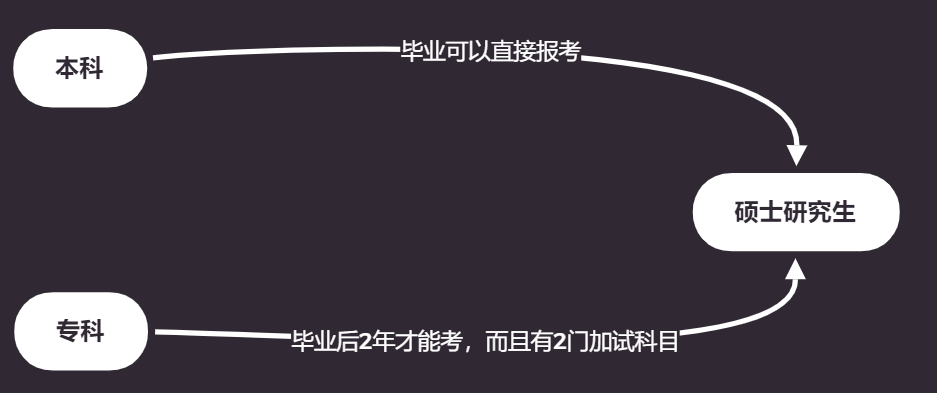 本科
毕业可以直接报考
硕士研究生
专科
毕业后2年才能考，而且有2门加试科目